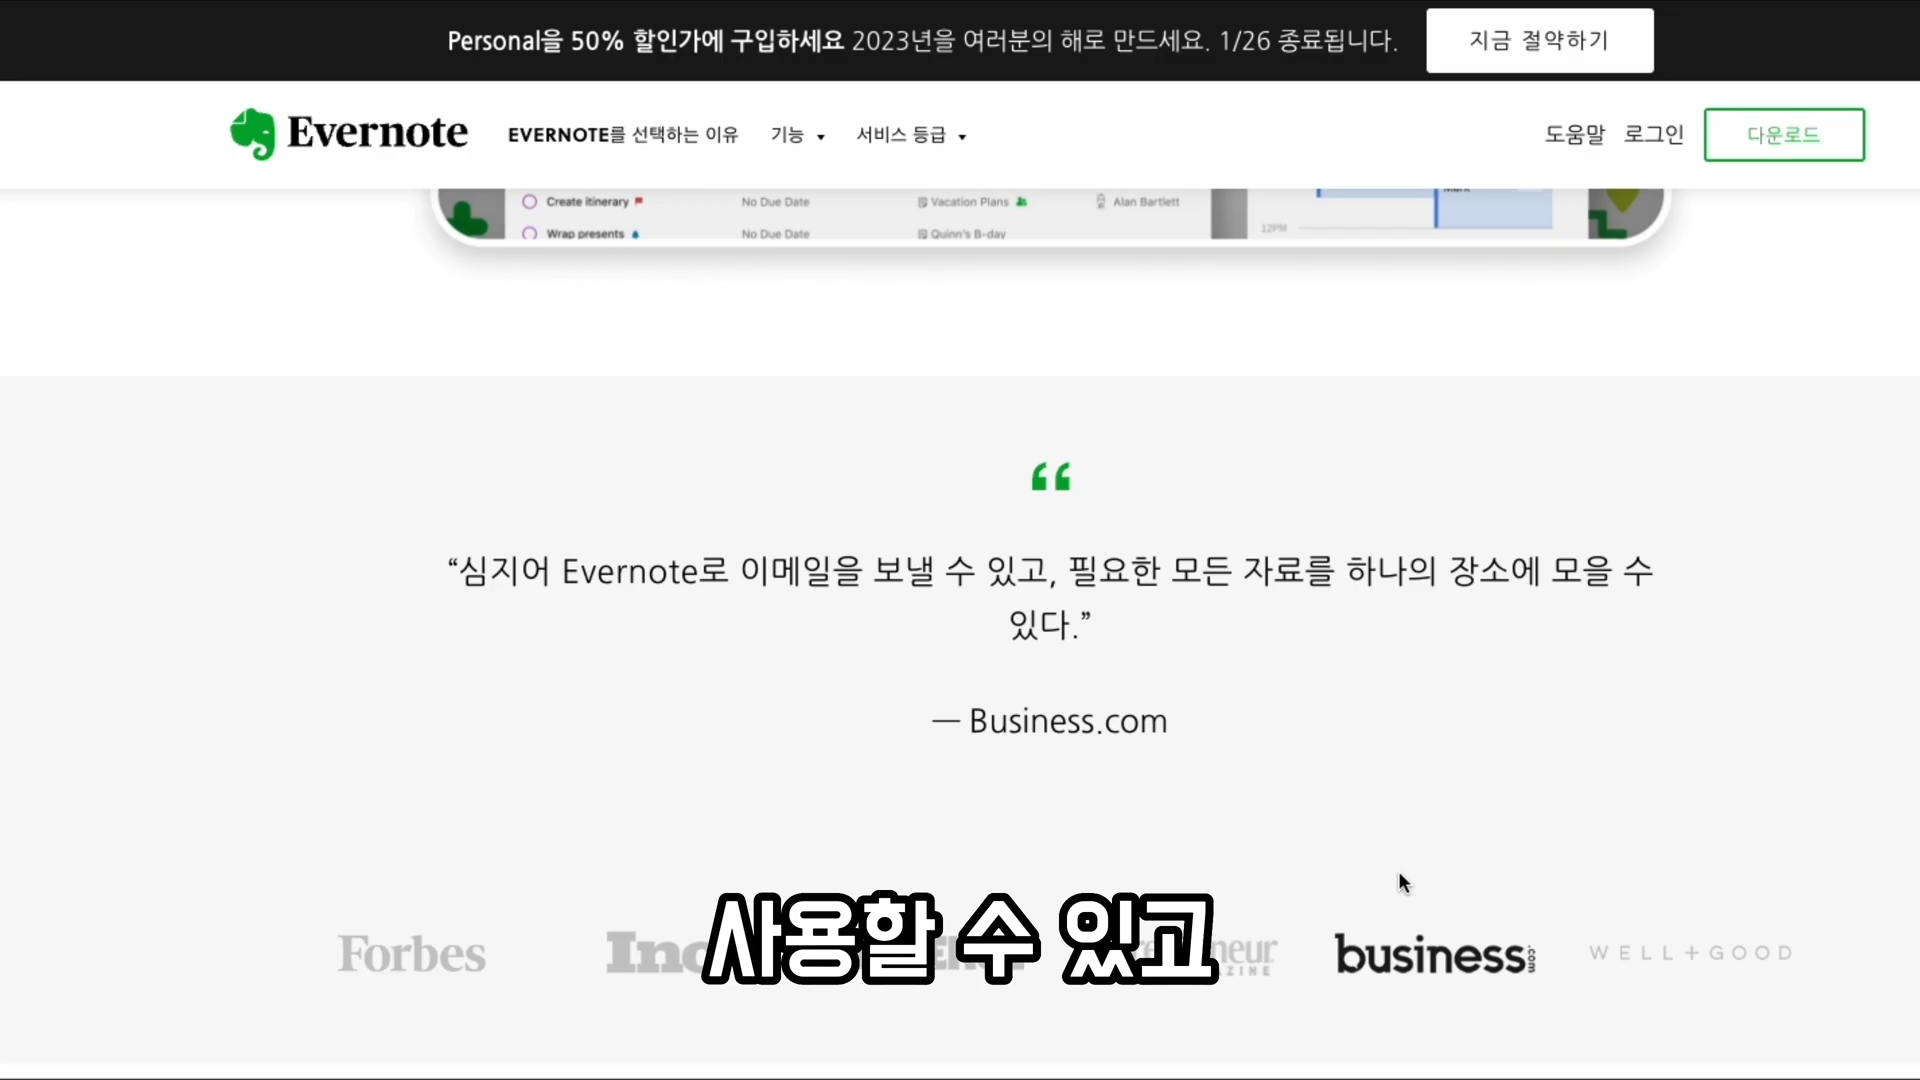 Personal을 50% 할인가에 구입하세요 2023년을 여러분의 해로 만드세요. 1/26 종료됩니다.
지금 절약하기
Evernote
EVERNOTE를 선택하는 이유 기능 서비스 등급
도움말 로그인 다운로드
Create itinerary No Due Date Vacation Plans Alan Bartlett
Wrap presents No Due Date Quinn's B-day
12PM
“
“심지어 Evernote로 이메일을 보낼 수 있고, 필요한 모든 자료를 하나의 장소에 모을 수
있다.”
— Business.com
사용할 수 있고
Forbes business.com WELL+GOOD